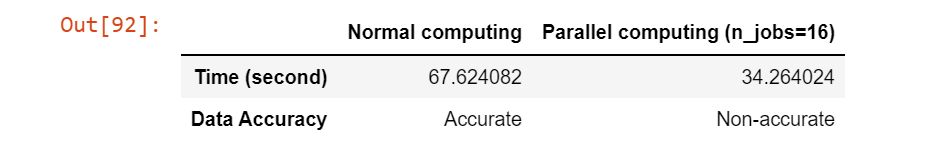 Out[92]:
Normal computing Parallel computing (n_jobs=16)
Time (second) 67.624082 34.264024
Data Accuracy Accurate Non-accurate